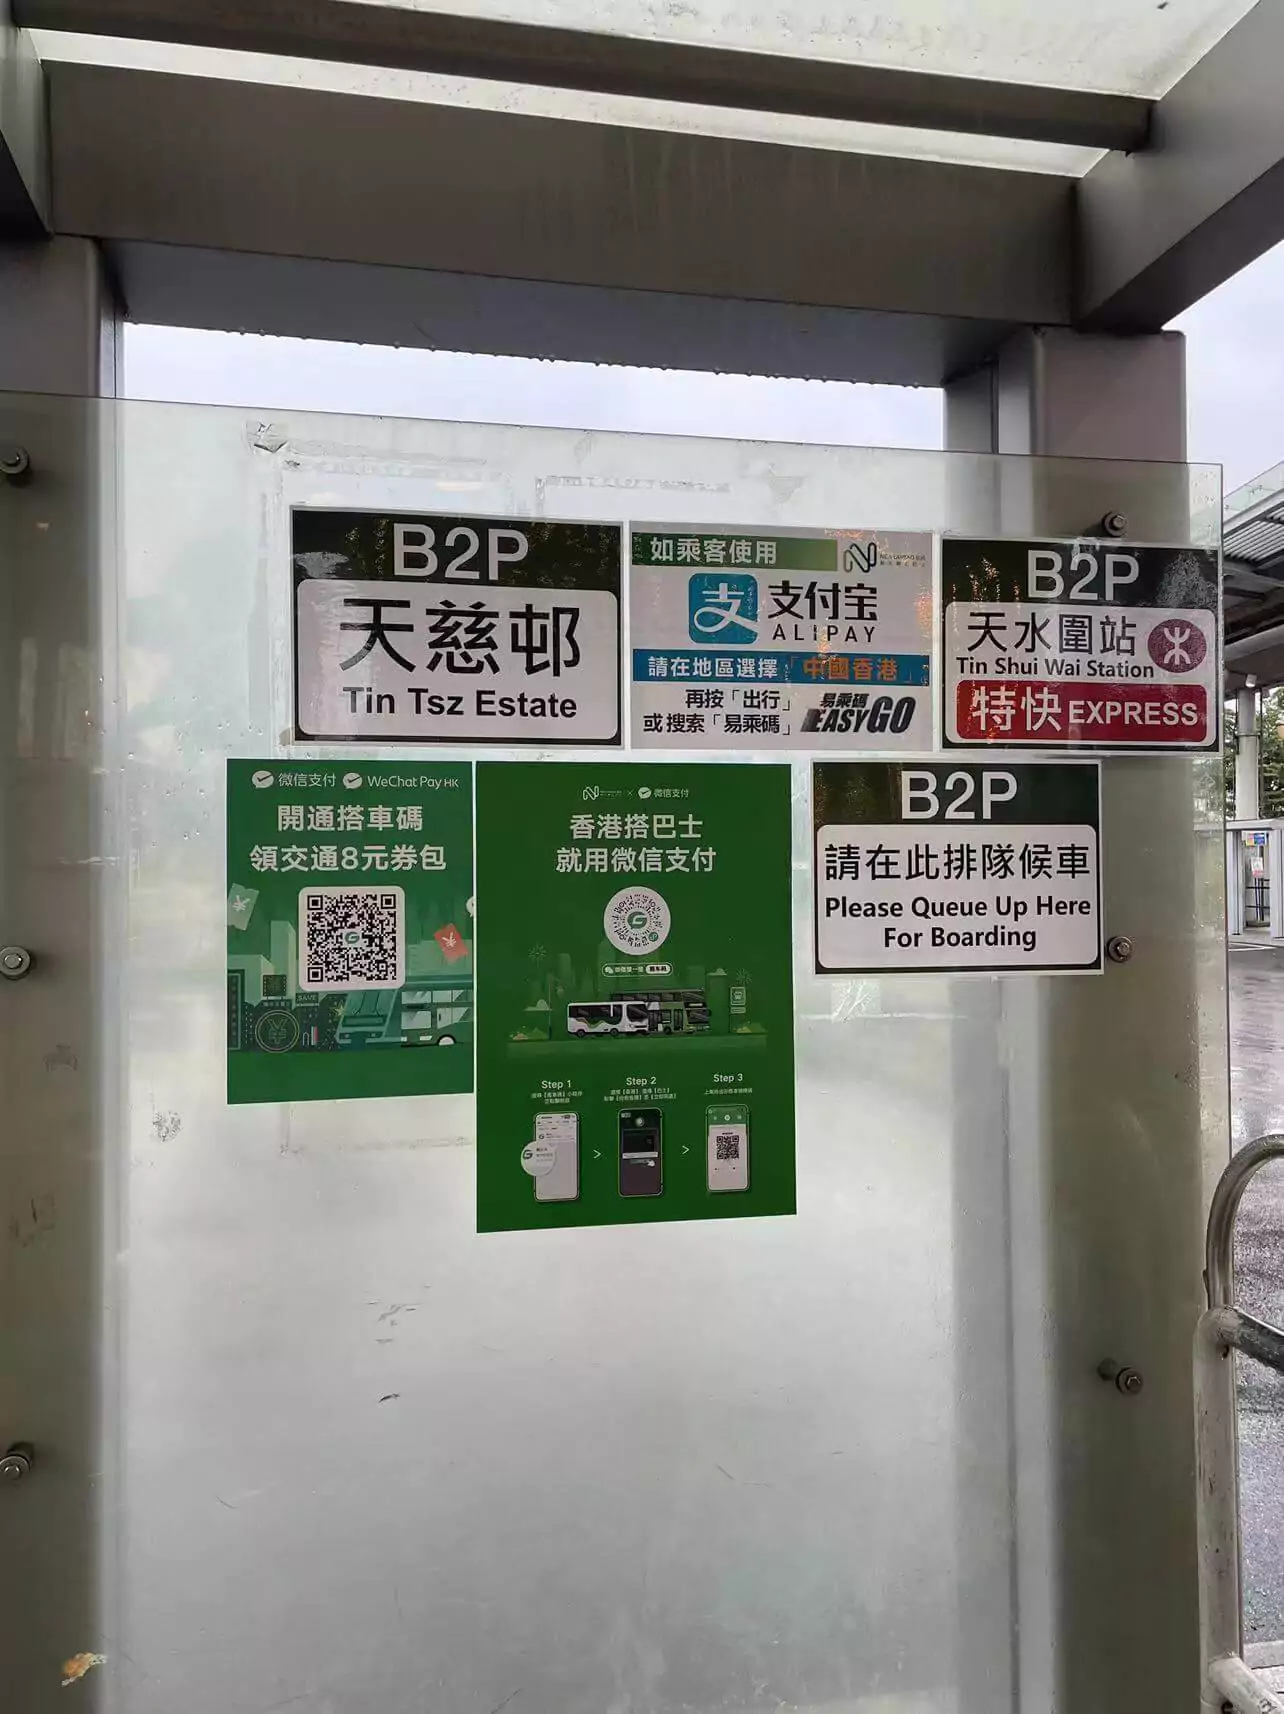 B2P
天慈邨
Tin Tsz Estate
如乘客使用
支付宝
ALIPAY
請在地區選擇「中國香港」
再按「出行」
或搜索「易乘碼」
易乘碼
EASY GO
B2P
天水圍站
Tin Shui Wai Station
特快 EXPRESS
微信支付 WeChat Pay HK
開通搭車碼
領交通8元券包
SAVE
× 微信支付
香港搭巴士
就用微信支付
Step 1
Step 2
Step 3
B2P
請在此排隊候車
Please Queue Up Here
For Boarding